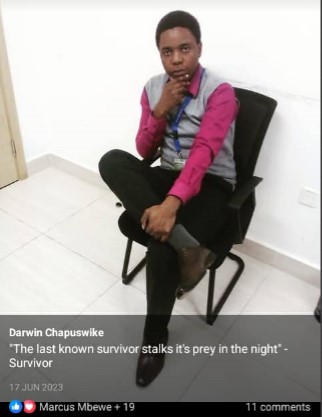 Darwin Chapuswike
"The last known survivor stalks it's prey in the night" -
Survivor
17 JUN 2023
Marcus Mbewe + 19
11 comments